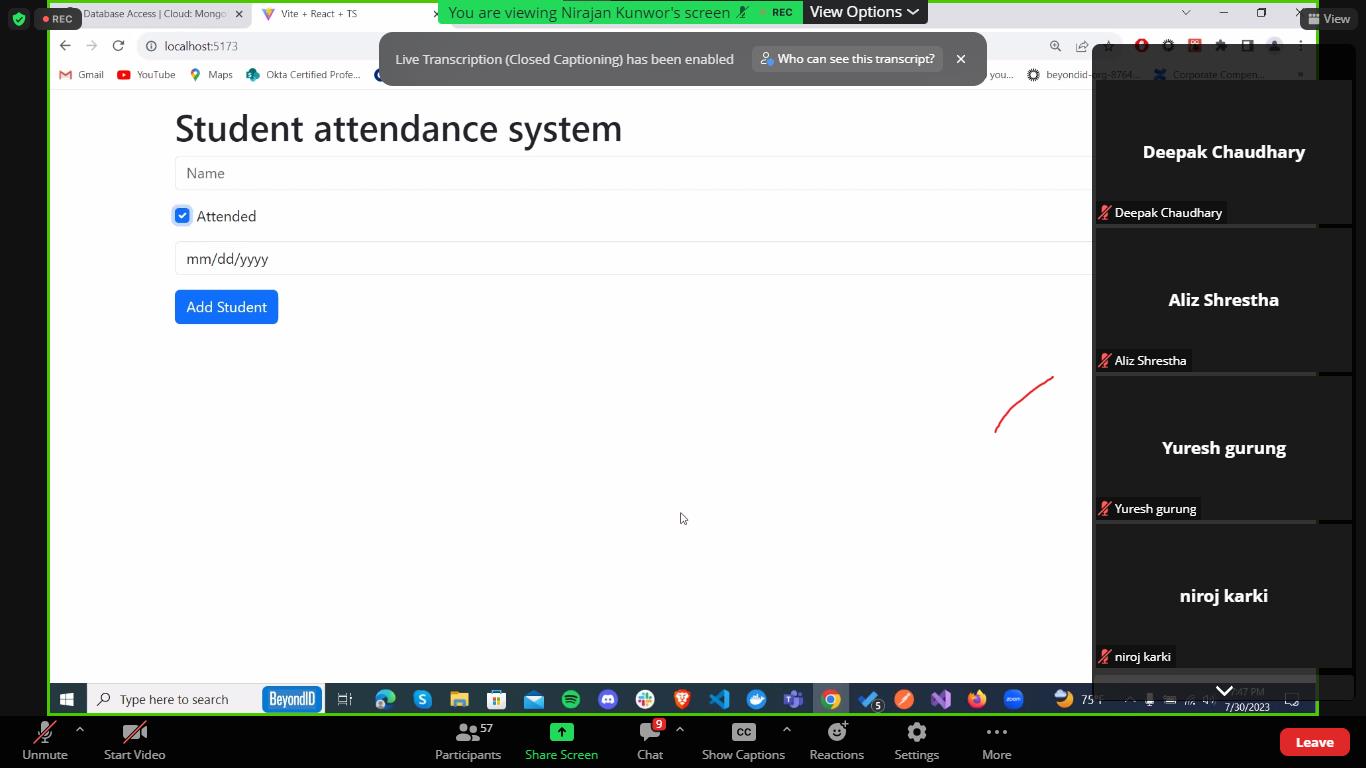 REC
Database Access | Cloud: Mongo
Vite + React + TS
You are viewing Nirajan Kunwor's screen
REC
View Options
View
localhost:5173
Live Transcription (Closed Captioning) has been enabled
Who can see this transcript?
Gmail
YouTube
Maps
Okta Certified Profe...
you...
beyondid-org-8764...
Corporate Compen...
Student attendance system
Name
Attended
mm/dd/yyyy
Add Student
Deepak Chaudhary
Deepak Chaudhary
Aliz Shrestha
Aliz Shrestha
Yuresh gurung
Yuresh gurung
niroj karki
niroj karki
Type here to search
BeyondID
5
75°F
:47 PM
7/30/2023
Unmute
Start Video
Participants
57
Share Screen
Chat
9
CC
Show Captions
Reactions
Settings
More
Leave